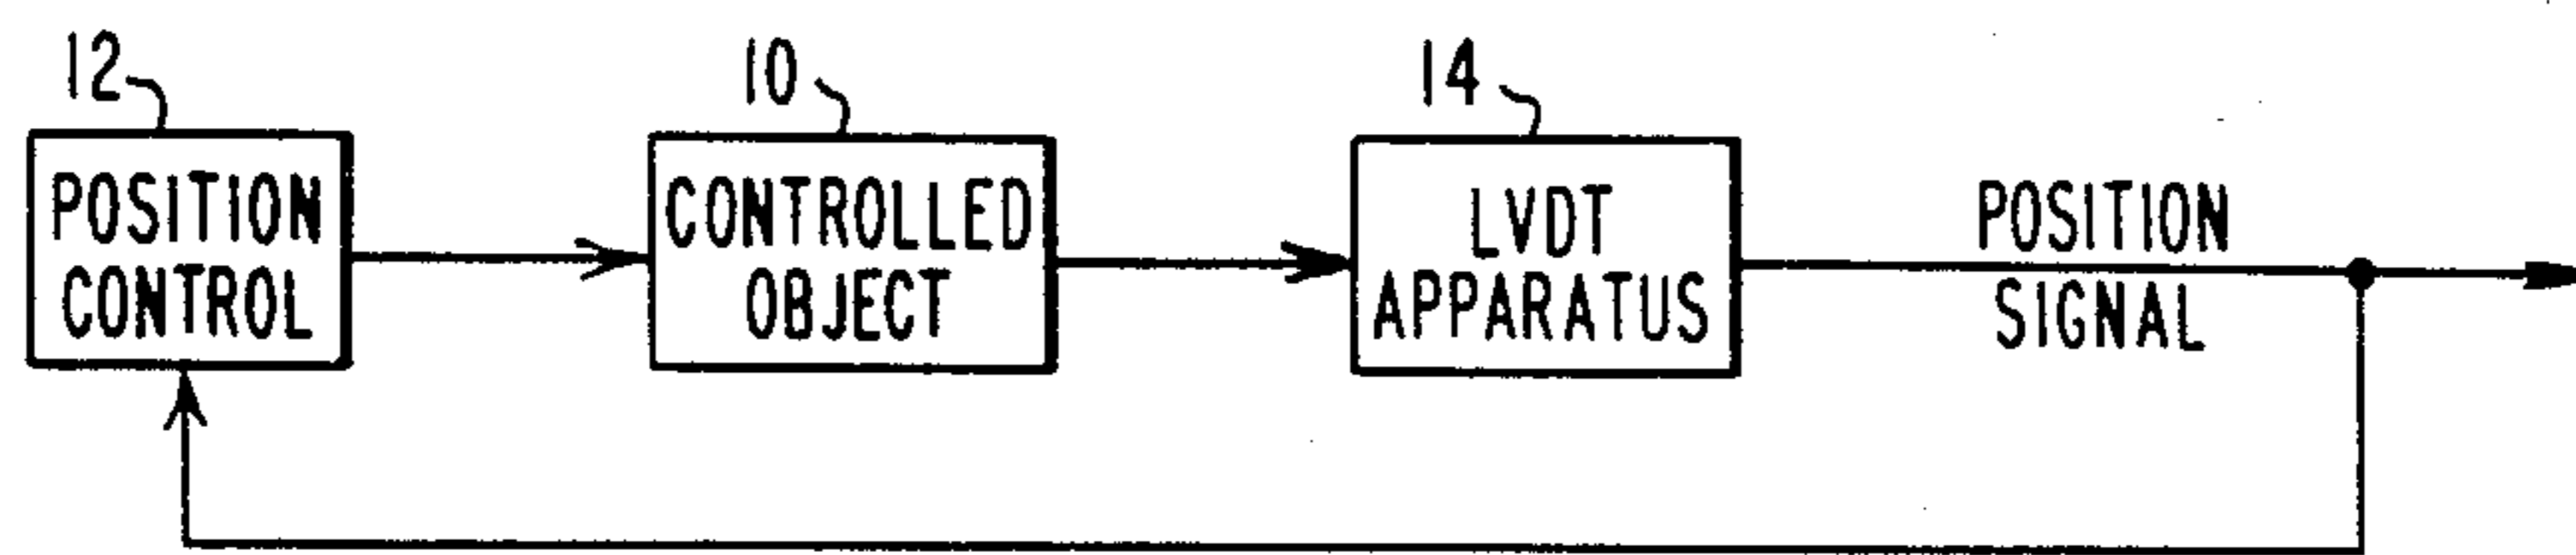 12
10
14
POSITION
CONTROL
CONTROLLED
OBJECT
LVDT
APPARATUS
POSITION
SIGNAL